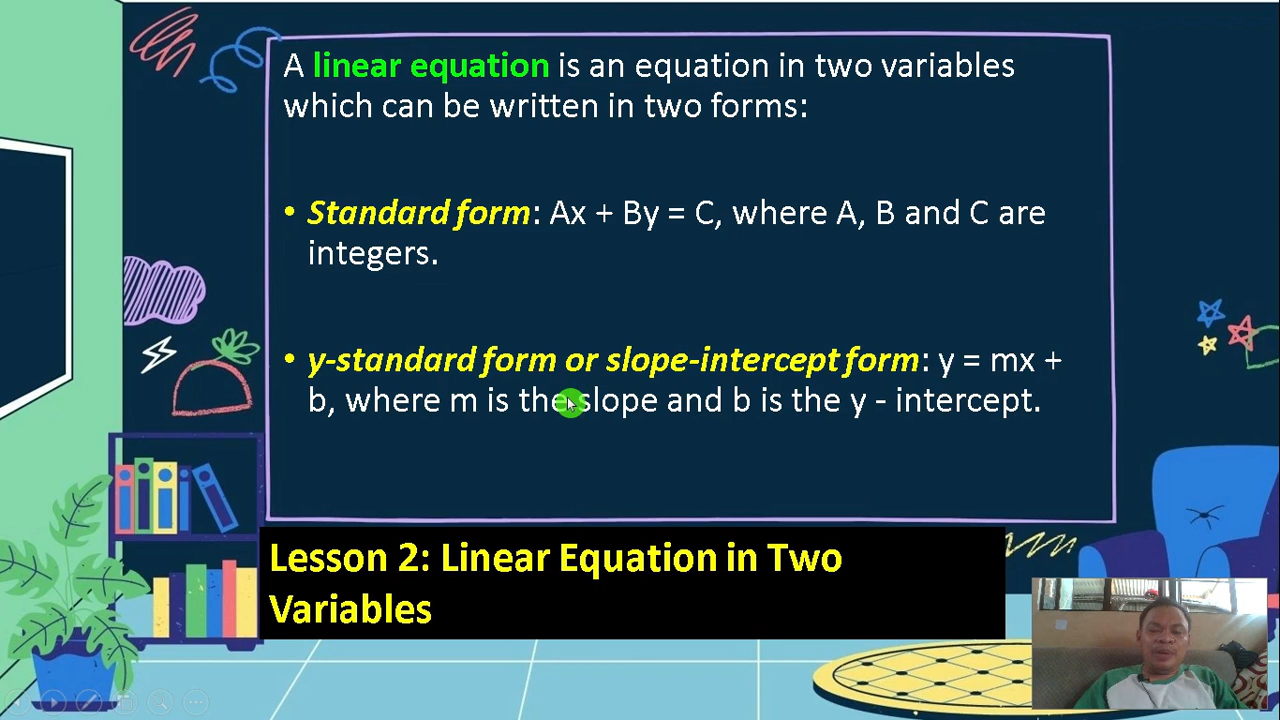 A linear equation is an equation in two variables
which can be written in two forms:
• Standard form: Ax + By = C, where A, B and C are
integers.
• y-standard form or slope-intercept form: y = mx +
b, where m is the slope and b is the y - intercept.
Lesson 2: Linear Equation in Two
Variables